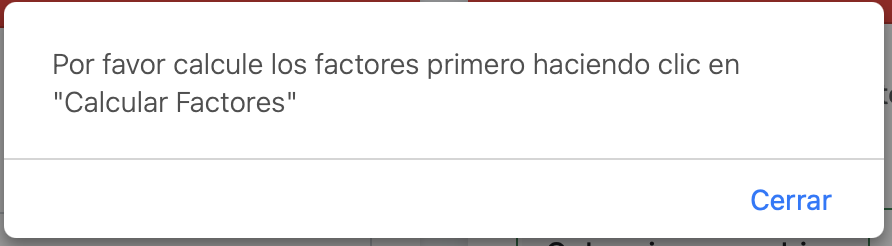 Por favor calcule los factores primero haciendo clic en
"Calcular Factores"
Cerrar